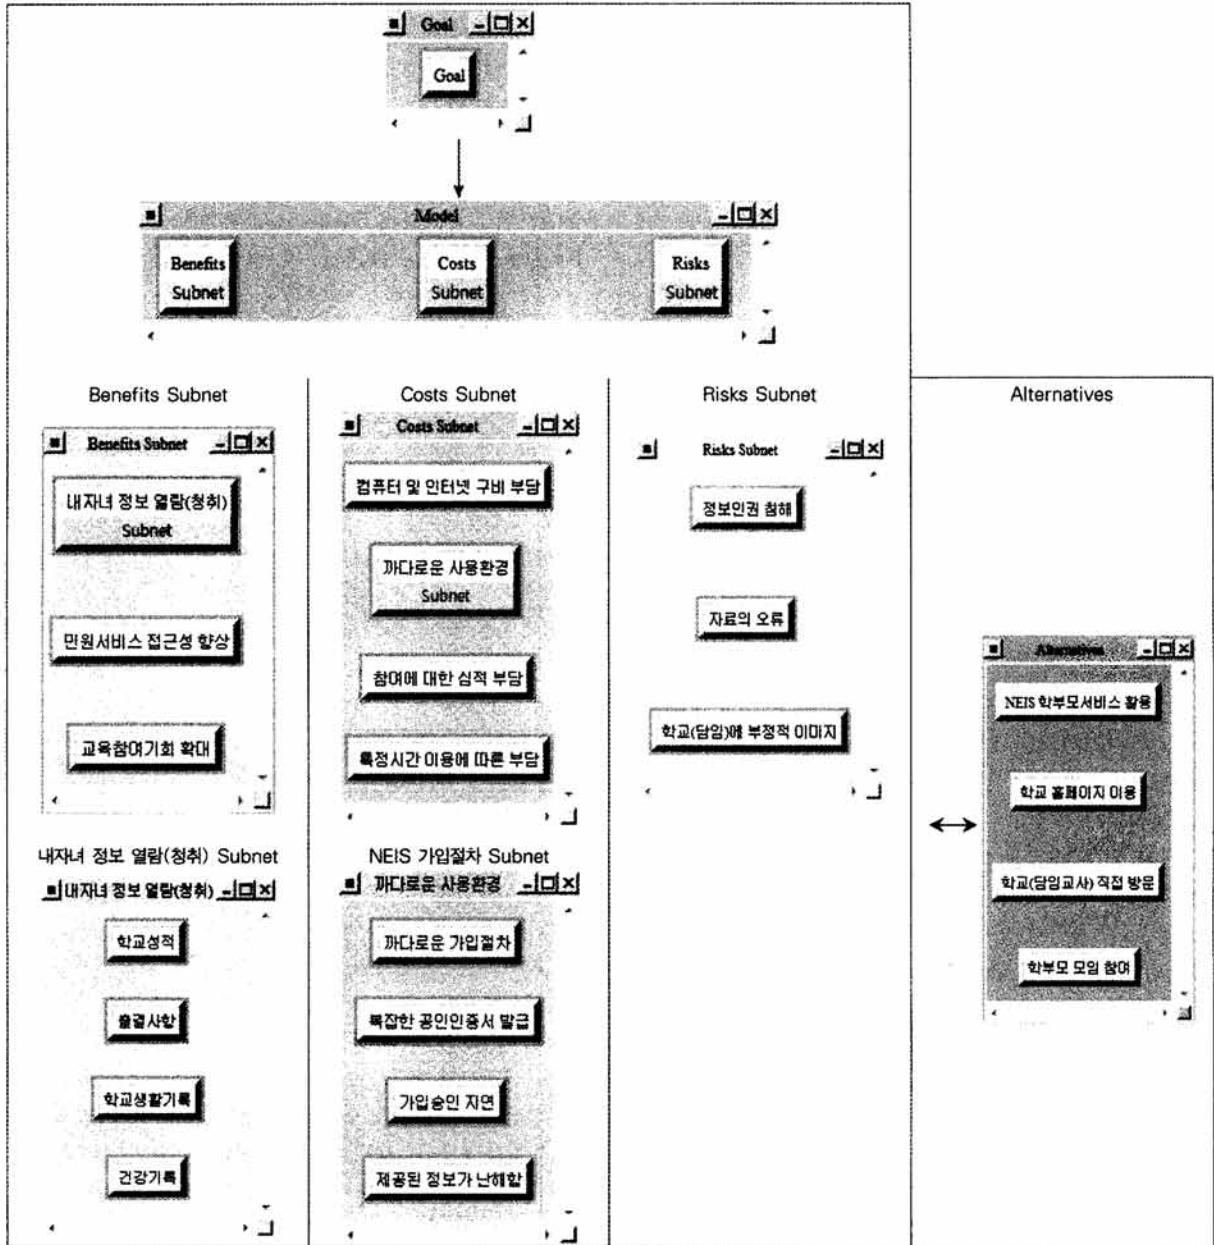 Goal
Goal
Model
Benefits
Subnet
Costs
Subnet
Risks
Subnet
Benefits Subnet
Benefits Subnet
내자녀 정보 열람(청취)
Subnet
민원서비스 접근성 향상
교육참여기회 확대
내자녀 정보 열람(청취) Subnet
내자녀 정보 열람(청취)
학교성적
출결사항
학교생활기록
건강기록
Costs Subnet
Costs Subnet
컴퓨터 및 인터넷 구비 부담
까다로운 사용환경
Subnet
참여에 대한 심적 부담
특정시간 이용에 따른 부담
NEIS 가입절차 Subnet
까다로운 사용환경
까다로운 가입절차
복잡한 공인인증서 발급
가입승인 지연
제공된 정보가 난해함
Risks Subnet
Risks Subnet
정보인권 침해
자료의 오류
학교(담임)에 부정적 이미지
Alternatives
Alternatives
NEIS 학부모서비스 활용
학교 홈페이지 이용
학교(담임교사) 직접 방문
학부모 모임 참여